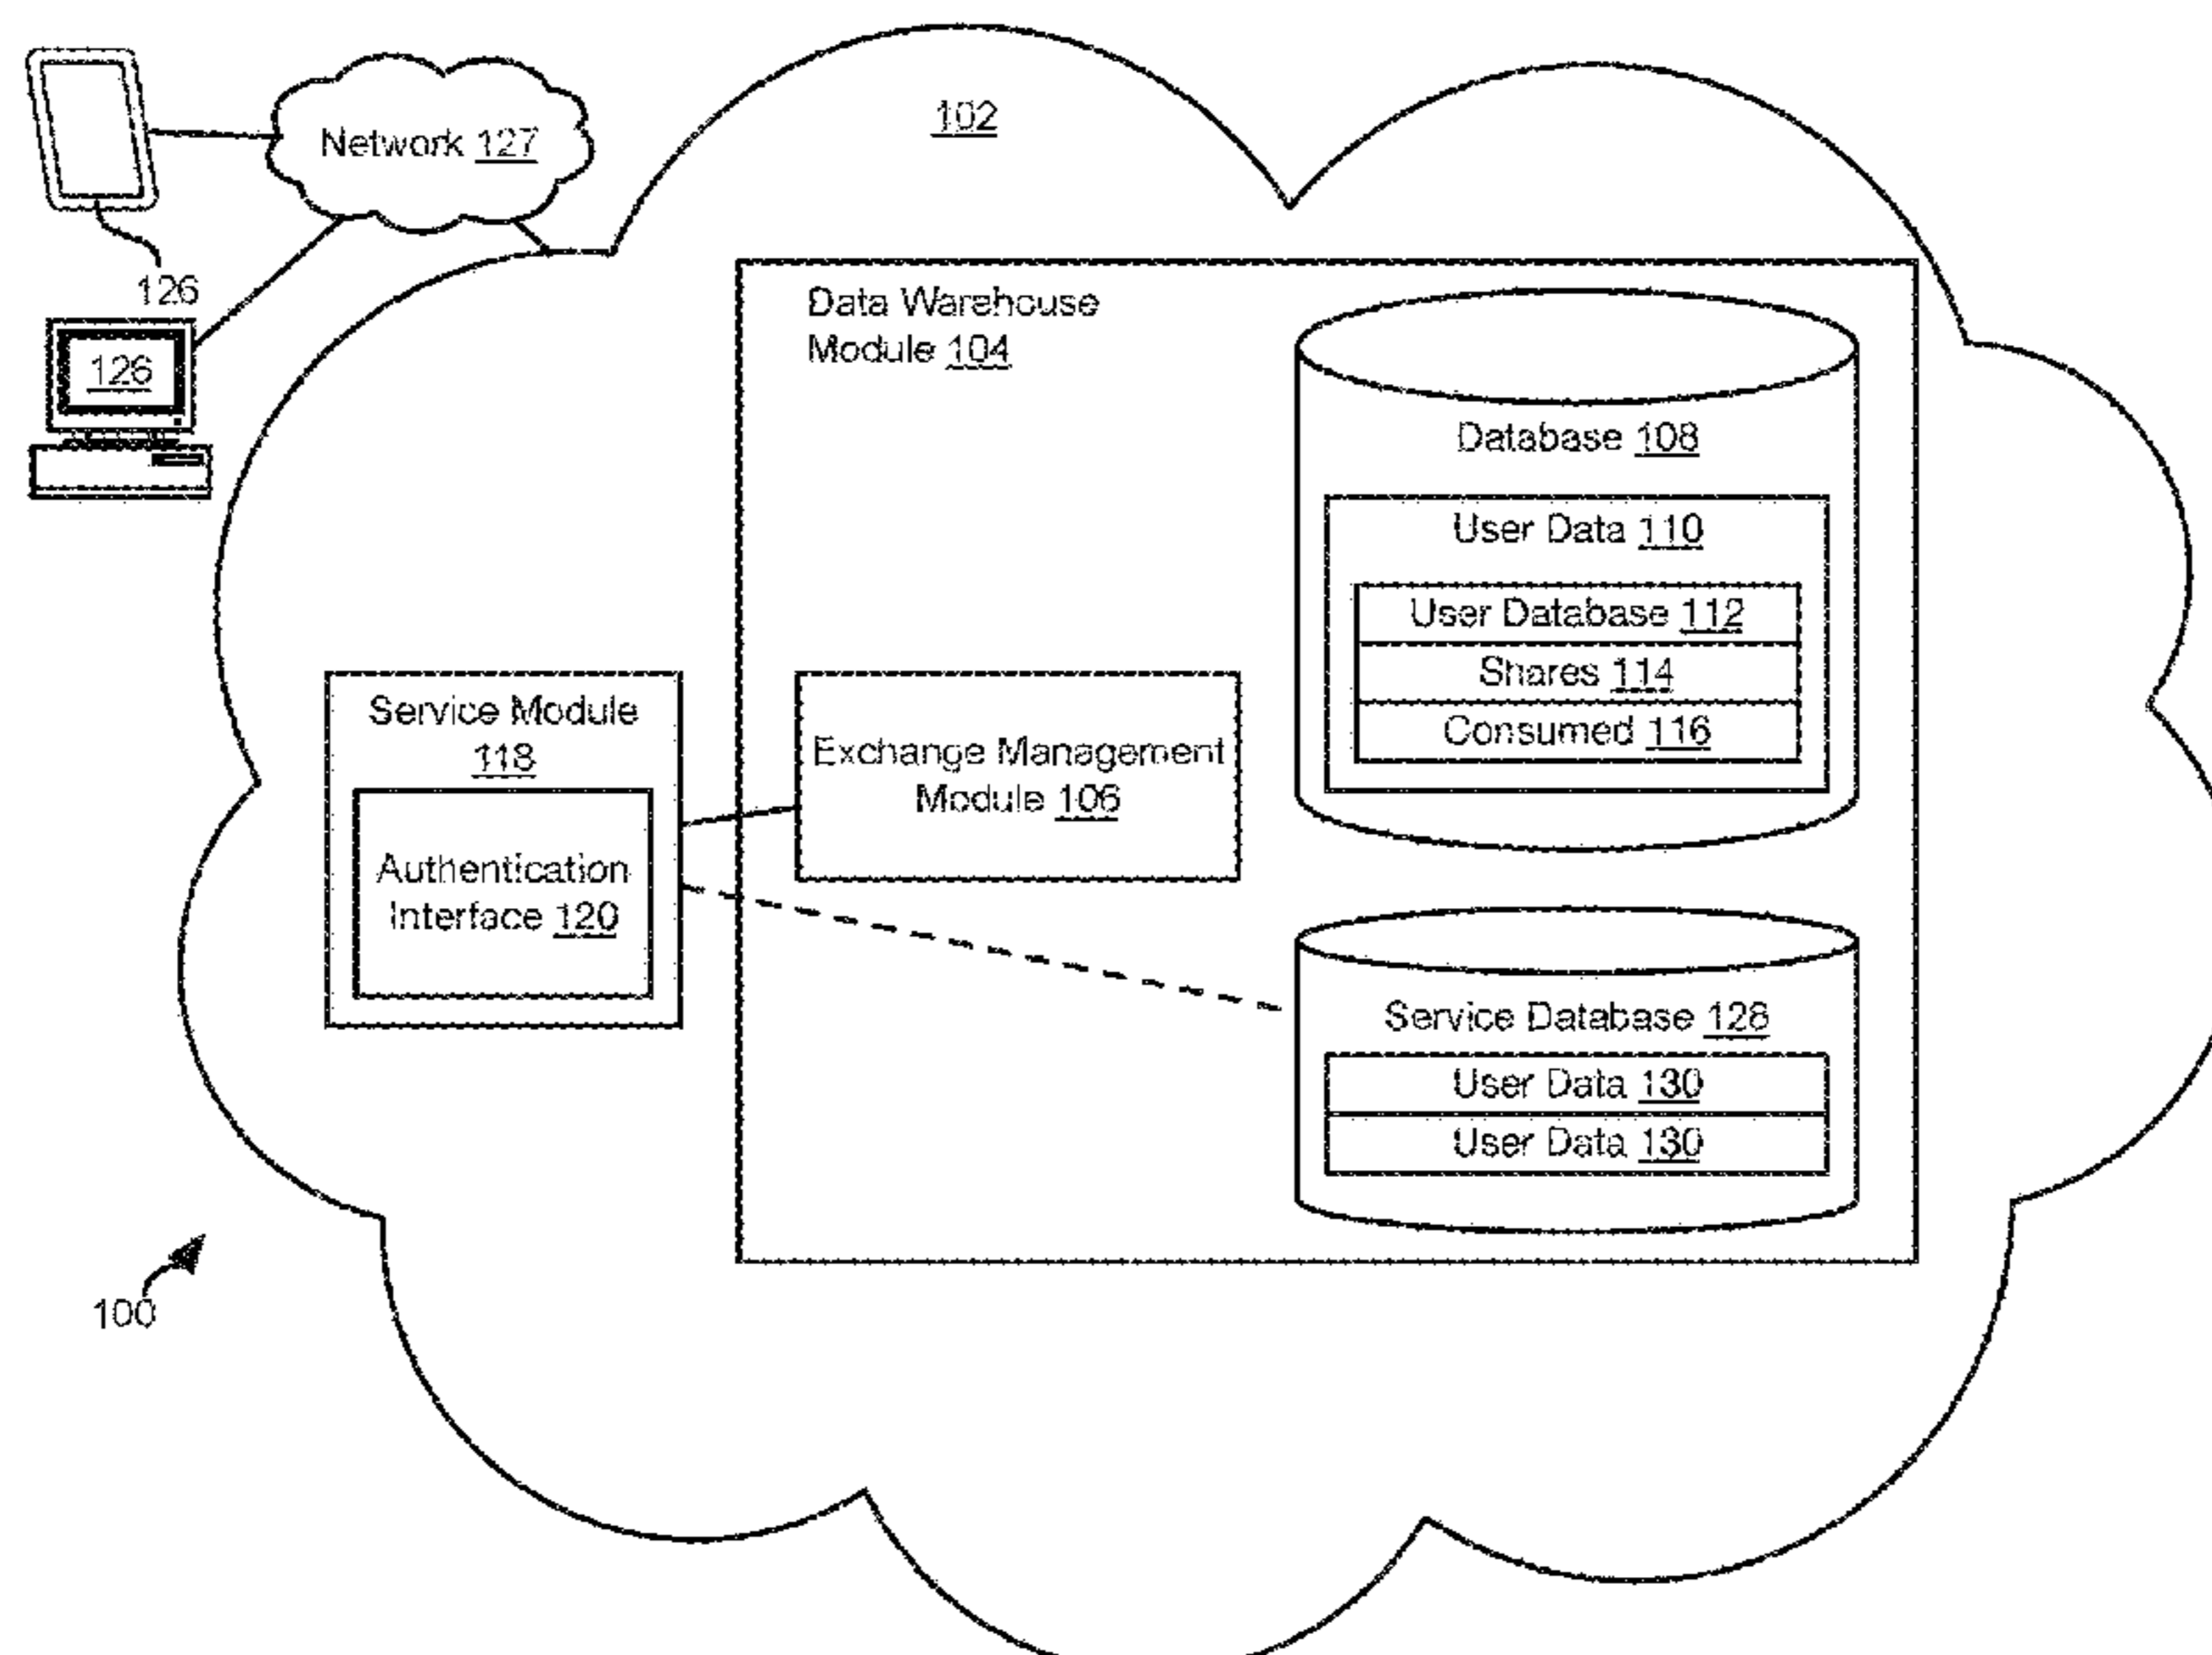 102
Network 127
126
126
Data Warehouse
Module 104
Database 108
User Data 110
User Database 112
Shares 114
Consumed 116
Service Module
118
Authentication
Interface 120
Exchange Management
Module 106
Service Database 128
User Data 130
User Data 130
100